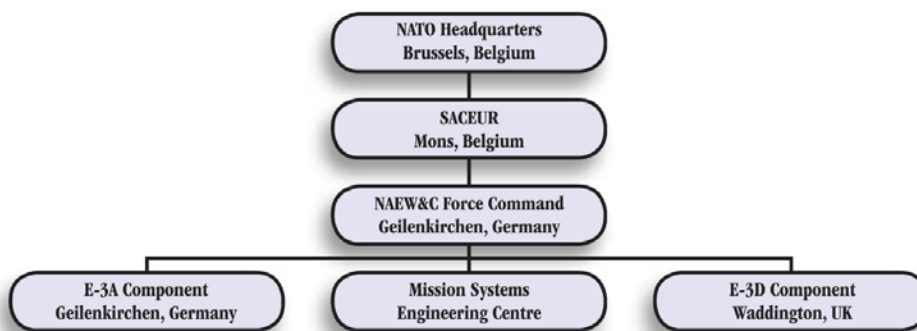 NATO Headquarters
Brussels, Belgium
SACEUR
Mons, Belgium
NAEW&C Force Command
Geilenkirchen, Germany
E-3A Component
Geilenkirchen, Germany
Mission Systems
Engineering Centre
E-3D Component
Waddington, UK